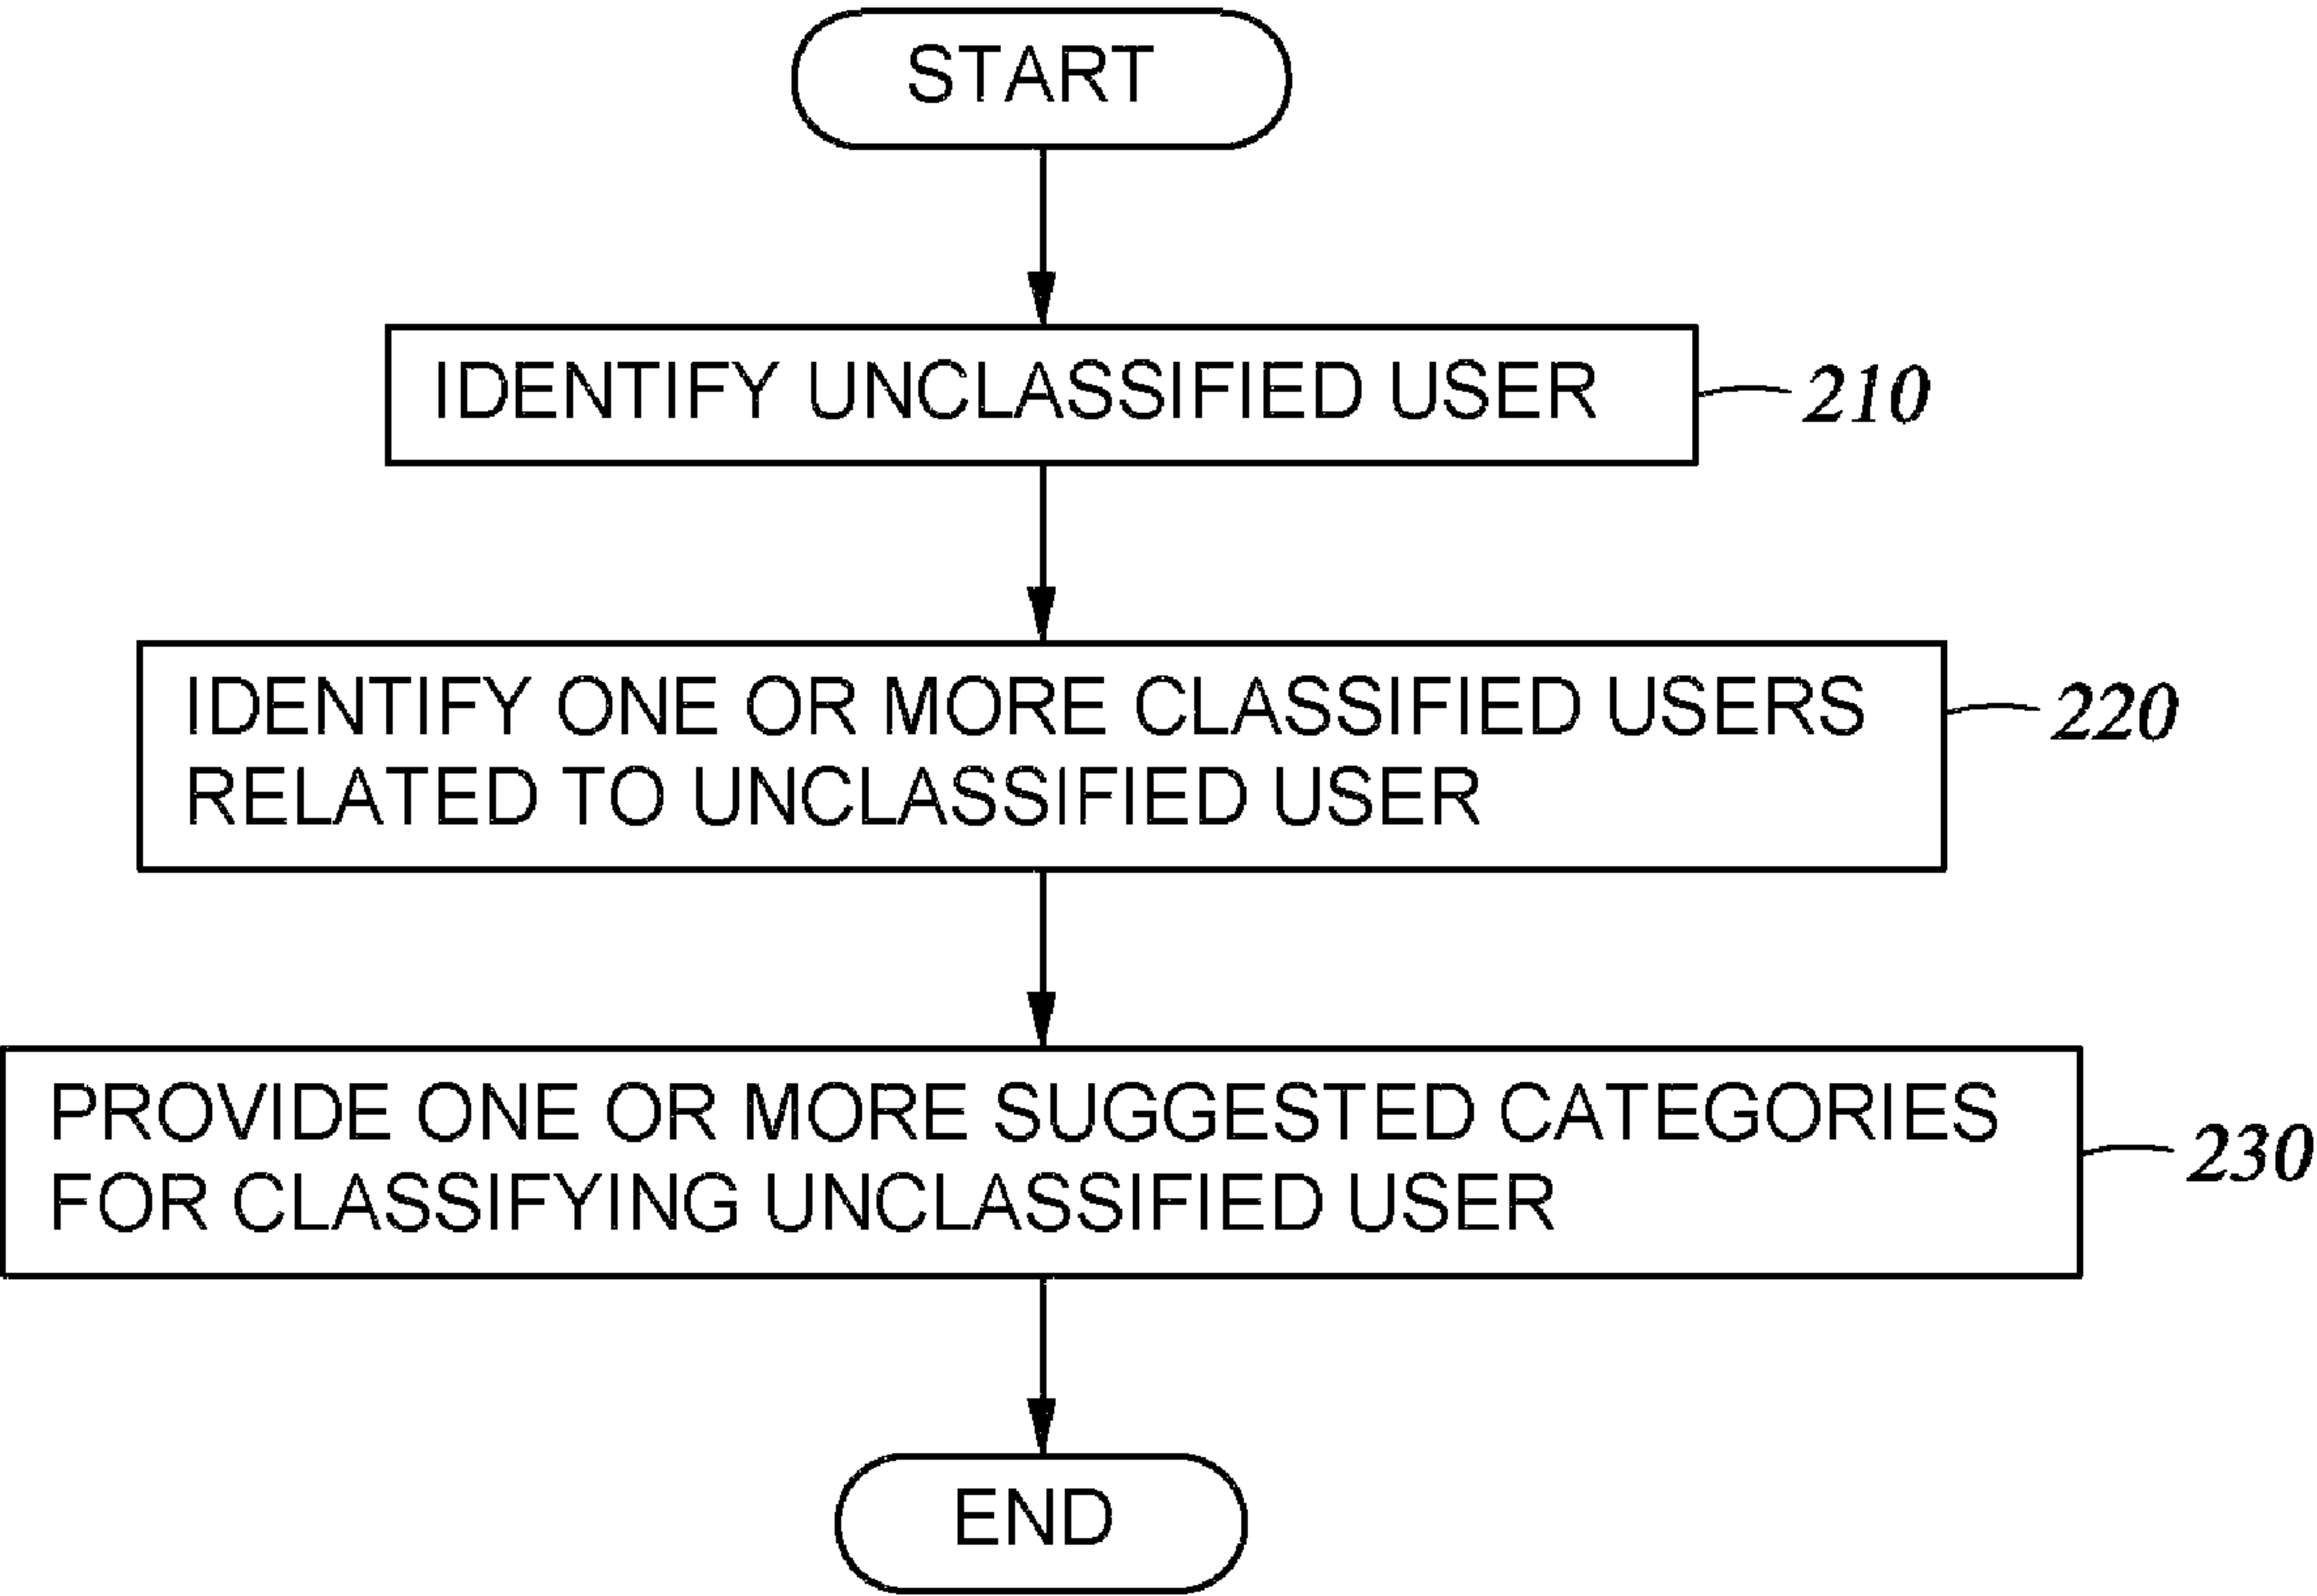 START
IDENTIFY UNCLASSIFIED USER
210
IDENTIFY ONE OR MORE CLASSIFIED USERS
RELATED TO UNCLASSIFIED USER
220
PROVIDE ONE OR MORE SUGGESTED CATEGORIES
FOR CLASSIFYING UNCLASSIFIED USER
230
END